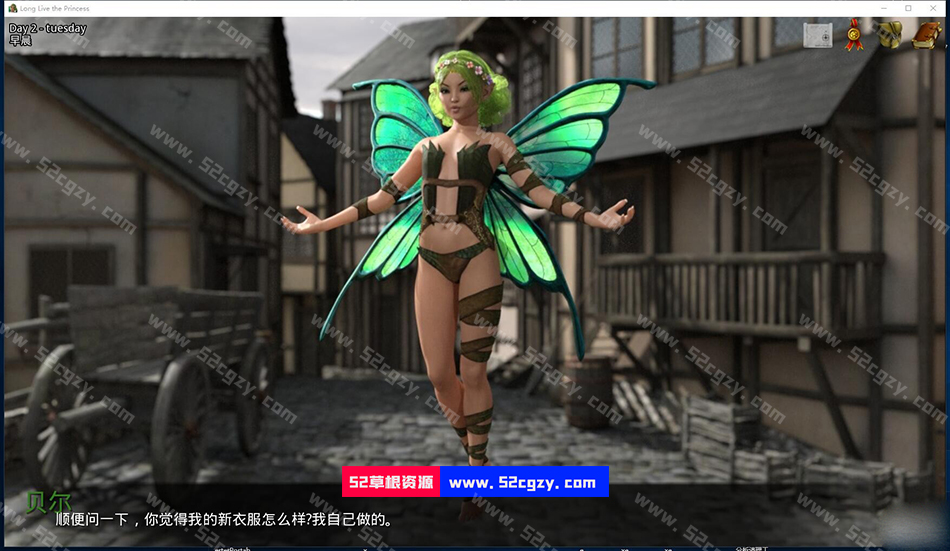 Long Live the Princess
Day 2 - tuesday
早晨
www.52cgzy.com
52草根资源 www.52cgzy.com
贝尔
顺便问一下，你觉得我的新衣服怎么样?我自己做的。